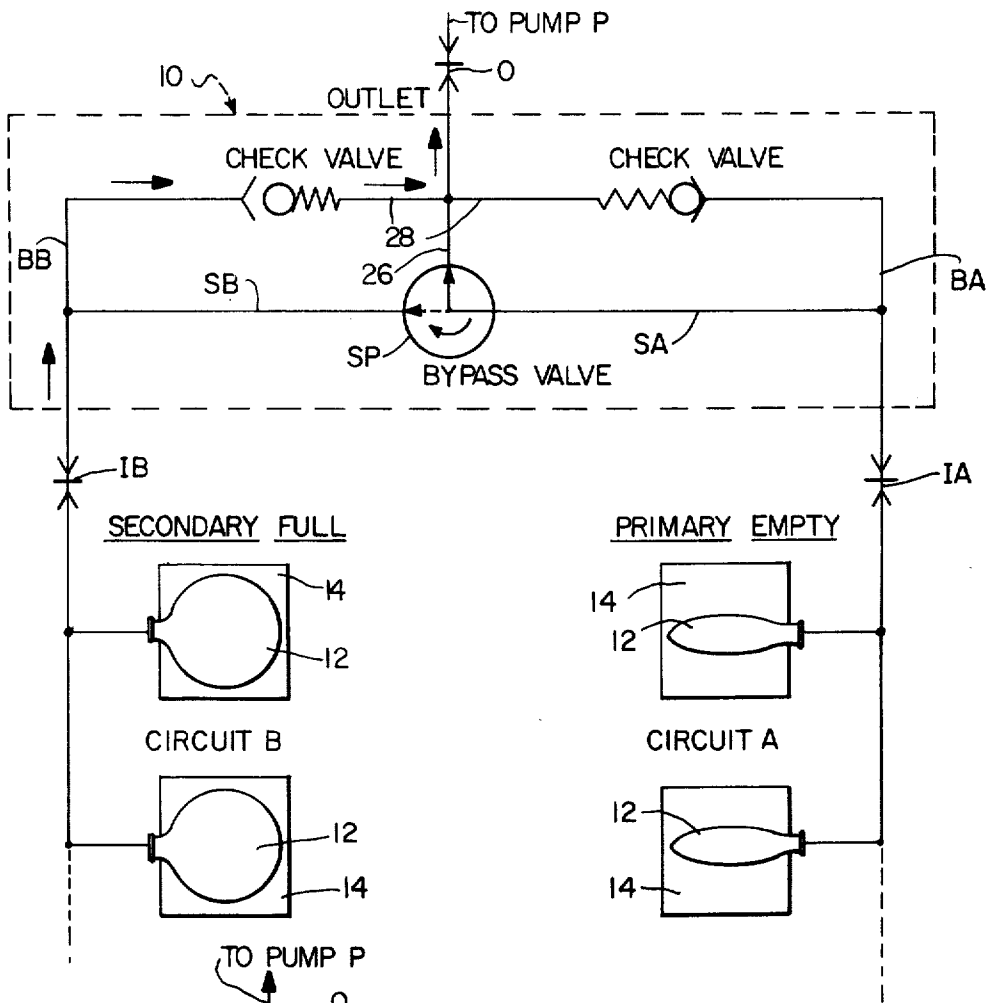 TO PUMP P
O
10
OUTLET
CHECK VALVE
CHECK VALVE
28
26
BB
BA
SB
SA
SP
BYPASS VALVE
IB
IA
SECONDARY FULL
PRIMARY EMPTY
14
14
12
12
CIRCUIT B
CIRCUIT A
12
12
14
14
TO PUMP P
O